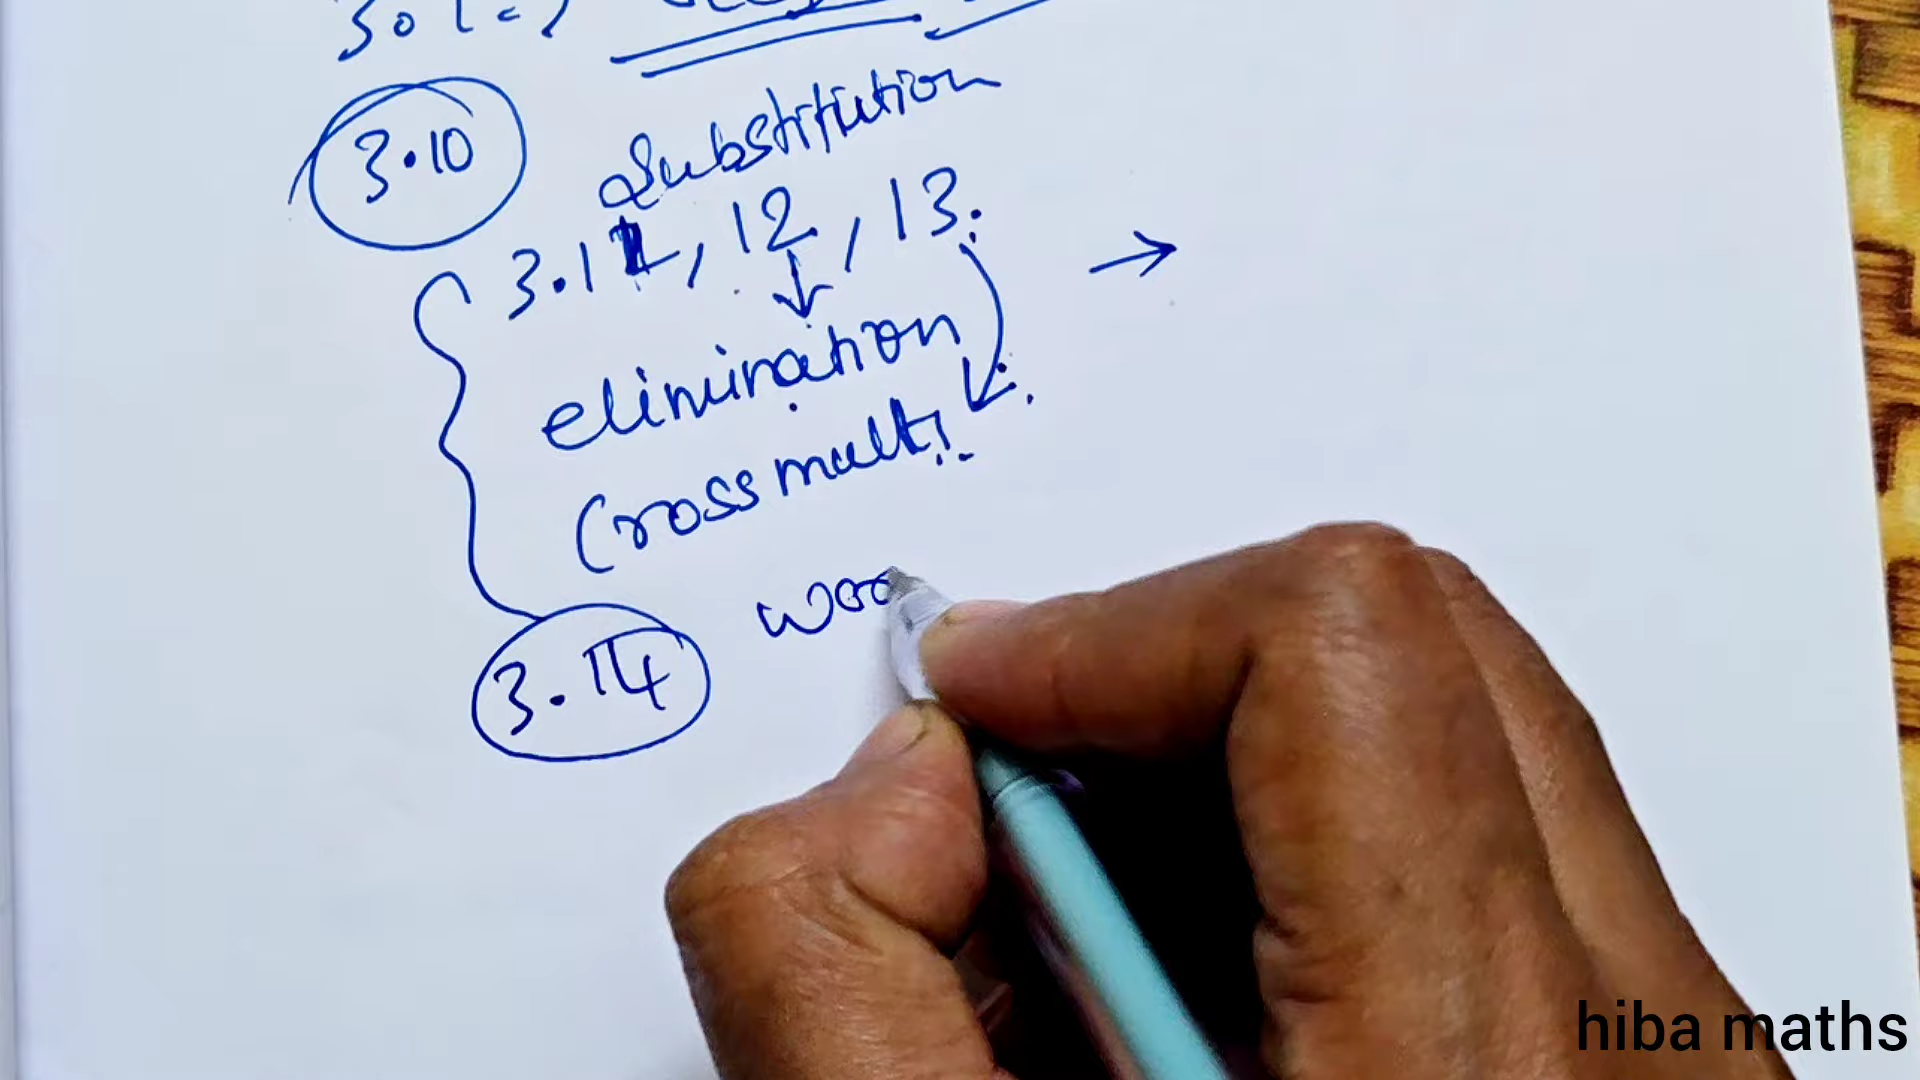 3.10
Substitution
3.11, 12, 13.
elimination
Cross multi..
3.14
hiba maths